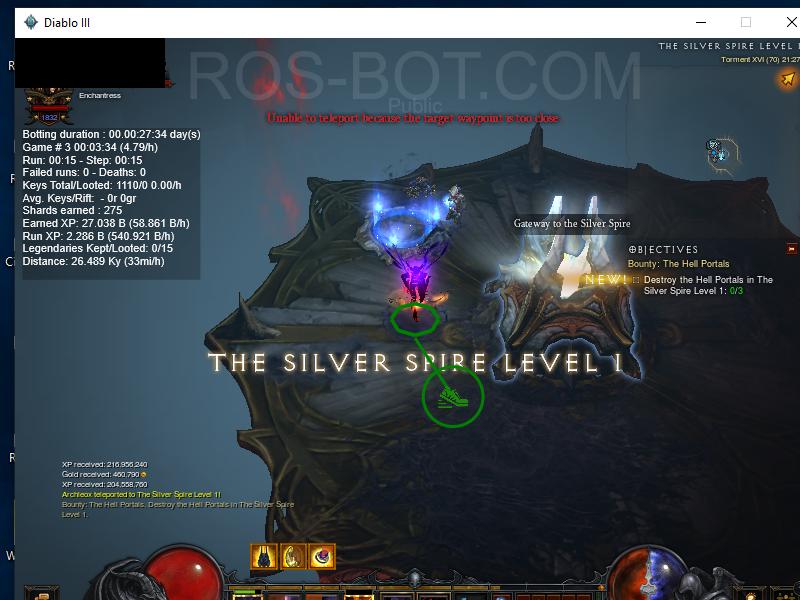 Diablo III
THE SILVER SPIRE LEVEL 1
Torment XVI (70) 21:27
ROS-BOT.COM
Public
Enchantress
1832
Unable to teleport because the target waypoint is too close.
Botting duration : 00.00:27:34 day(s)
Game # 3 00:03:34 (4.79/h)
Run: 00:15 - Step: 00:15
Failed runs: 0 - Deaths: 0
Keys Total/Looted: 1110/0 0.00/h
Avg. Keys/Rift: - 0r 0gr
Shards earned : 275
Earned XP: 27.038 B (58.861 B/h)
Run XP: 2.286 B (540.921 B/h)
Legendaries Kept/Looted: 0/15
Distance: 26.489 Ky (33mi/h)
Gateway to the Silver Spire
OBJECTIVES
Bounty: The Hell Portals
NEW!
Destroy the Hell Portals in The
Silver Spire Level 1: 0/3
THE SILVER SPIRE LEVEL 1
XP received: 216.956.240
Gold received: 460.790
XP received: 204.558.760
Archleox teleported to The Silver Spire Level 1!
Bounty: The Hell Portals. Destroy the Hell Portals in The Silver Spire
Level 1.